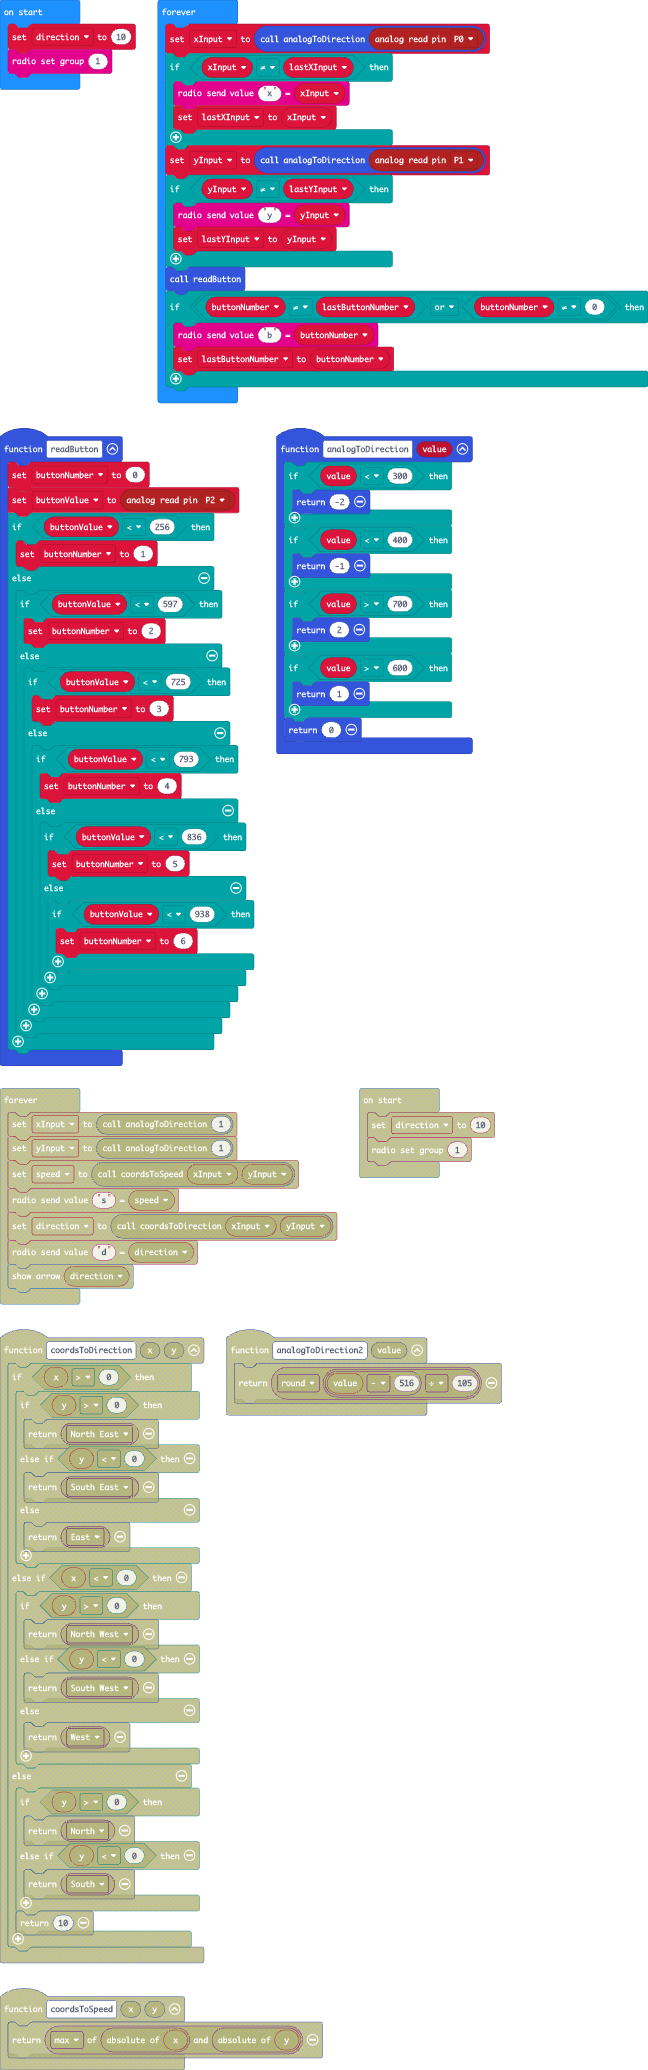 on start
set direction to 10
radio set group 1
forever
set xInput to call analogToDirection analog read pin P0
if xInput ≠ lastXInput then
radio send value "x" = xInput
set lastXInput to xInput
set yInput to call analogToDirection analog read pin P1
if yInput ≠ lastYInput then
radio send value "y" = yInput
set lastYInput to yInput
call readButton
if buttonNumber ≠ lastButtonNumber or buttonNumber ≠ 0 then
radio send value "b" = buttonNumber
set lastButtonNumber to buttonNumber
function readButton
set buttonNumber to 0
set buttonValue to analog read pin P2
if buttonValue < 256 then
set buttonNumber to 1
else
if buttonValue < 597 then
set buttonNumber to 2
else
if buttonValue < 725 then
set buttonNumber to 3
else
if buttonValue < 793 then
set buttonNumber to 4
else
if buttonValue < 836 then
set buttonNumber to 5
else
if buttonValue < 938 then
set buttonNumber to 6
function analogToDirection value
if value < 300 then
return -2
if value < 400 then
return -1
if value > 700 then
return 2
if value > 600 then
return 1
return 0
forever
set xInput to call analogToDirection 1
set yInput to call analogToDirection 1
set speed to call coordsToSpeed xInput yInput
radio send value "s" = speed
set direction to call coordsToDirection xInput yInput
radio send value "d" = direction
show arrow direction
on start
set direction to 10
radio set group 1
function coordsToDirection x y
if x > 0 then
if y > 0 then
return North East
else if y < 0 then
return South East
else
return East
else if x < 0 then
if y > 0 then
return North West
else if y < 0 then
return South West
else
return West
else
if y > 0 then
return North
else if y < 0 then
return South
return 10
function analogToDirection2 value
return round value - 516 ÷ 105
function coordsToSpeed x y
return max of absolute of x and absolute of y